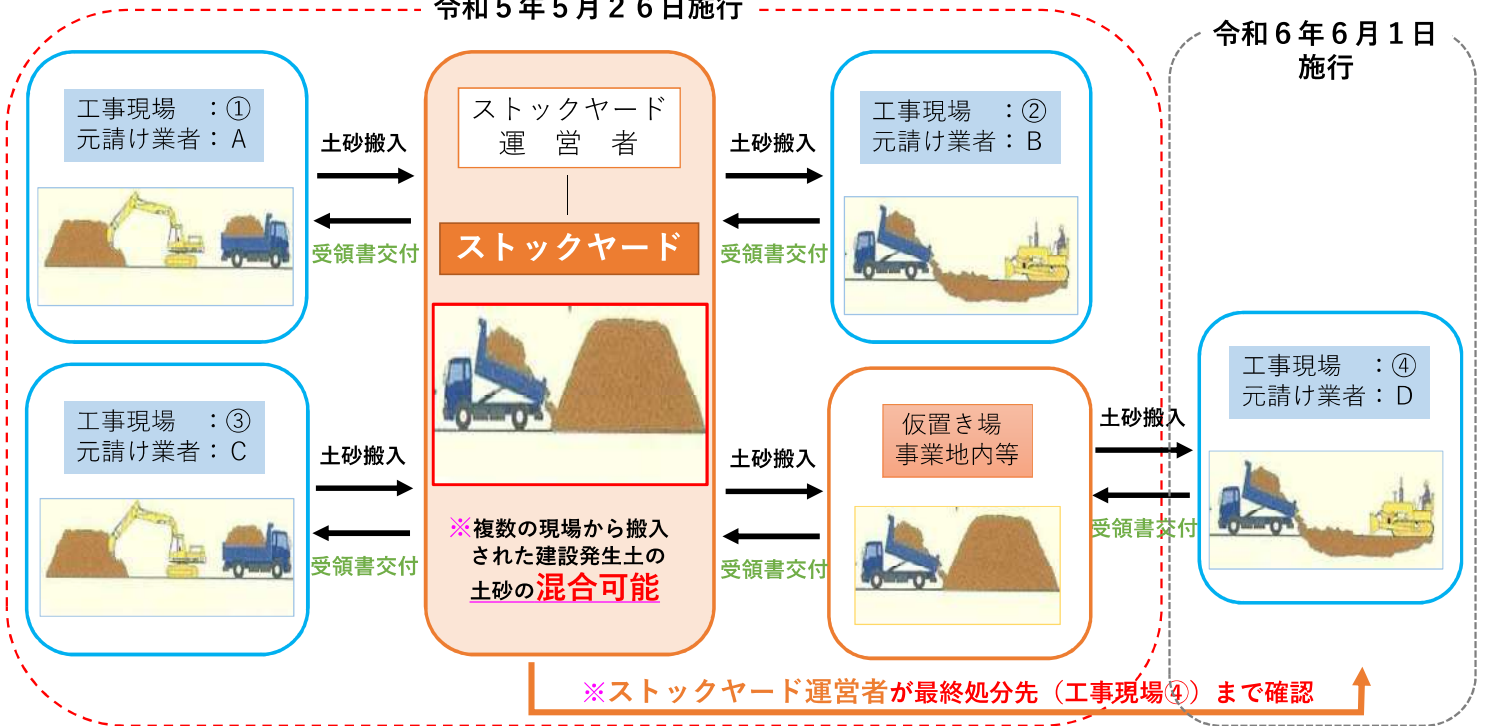 令和５年５月２６日施行
令和６年６月１日
施行
工事現場　：①
元請け業者：A
土砂搬入
受領書交付
ストックヤード
運　営　者
ストックヤード
※複数の現場から搬入
された建設発生土の
土砂の混合可能
土砂搬入
受領書交付
工事現場　：②
元請け業者：B
工事現場　：③
元請け業者：C
土砂搬入
受領書交付
土砂搬入
受領書交付
仮置き場
事業地内等
土砂搬入
受領書交付
工事現場　：④
元請け業者：D
※ストックヤード運営者が最終処分先（工事現場④）まで確認